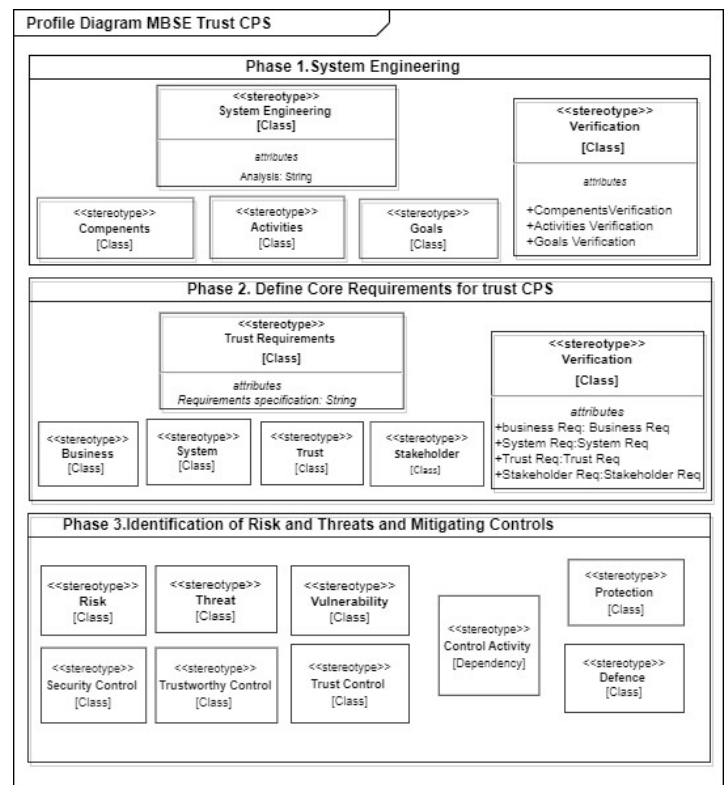 Profile Diagram MBSE Trust CPS
Phase 1.System Engineering
<<stereotype>>
System Engineering
[Class]
attributes
Analysis: String
<<stereotype>>
Verification
[Class]
attributes
+CompenentsVerification
+Activities Verification
+Goals Verification
<<stereotype>>
Compenents
[Class]
<<stereotype>>
Activities
[Class]
<<stereotype>>
Goals
[Class]
Phase 2. Define Core Requirements for trust CPS
<<stereotype>>
Trust Requirements
[Class]
attributes
Requirements specification: String
<<stereotype>>
Verification
[Class]
attributes
+business Req: Business Req
+System Req:System Req
+Trust Req:Trust Req
+Stakeholder Req:Stakeholder Req
<<stereotype>>
Business
[Class]
<<stereotype>>
System
[Class]
<<stereotype>>
Trust
[Class]
<<stereotype>>
Stakeholder
[Class]
Phase 3.Identification of Risk and Threats and Mitigating Controls
<<stereotype>>
Risk
[Class]
<<stereotype>>
Threat
[Class]
<<stereotype>>
Vulnerability
[Class]
<<stereotype>>
Control Activity
[Dependency]
<<stereotype>>
Protection
[Class]
<<stereotype>>
Security Control
[Class]
<<stereotype>>
Trustworthy Control
[Class]
<<stereotype>>
Trust Control
[Class]
<<stereotype>>
Defence
[Class]